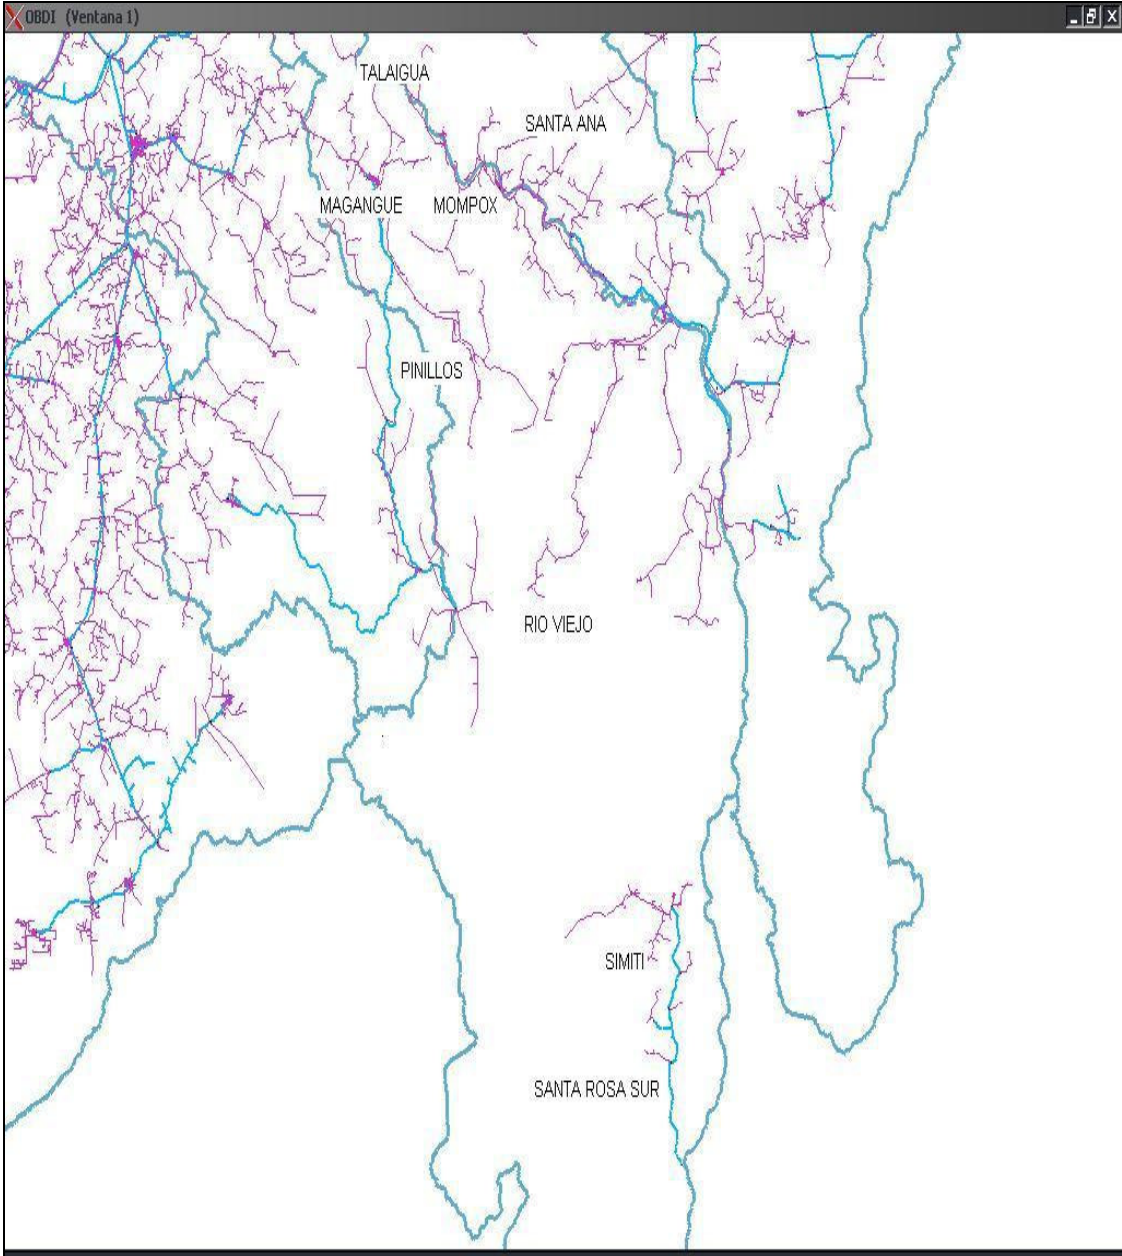 OBDI (Ventana 1)
TALAIGUA
SANTA ANA
MAGANGUE
MOMPOX
PINILLOS
RIO VIEJO
SIMITI
SANTA ROSA SUR